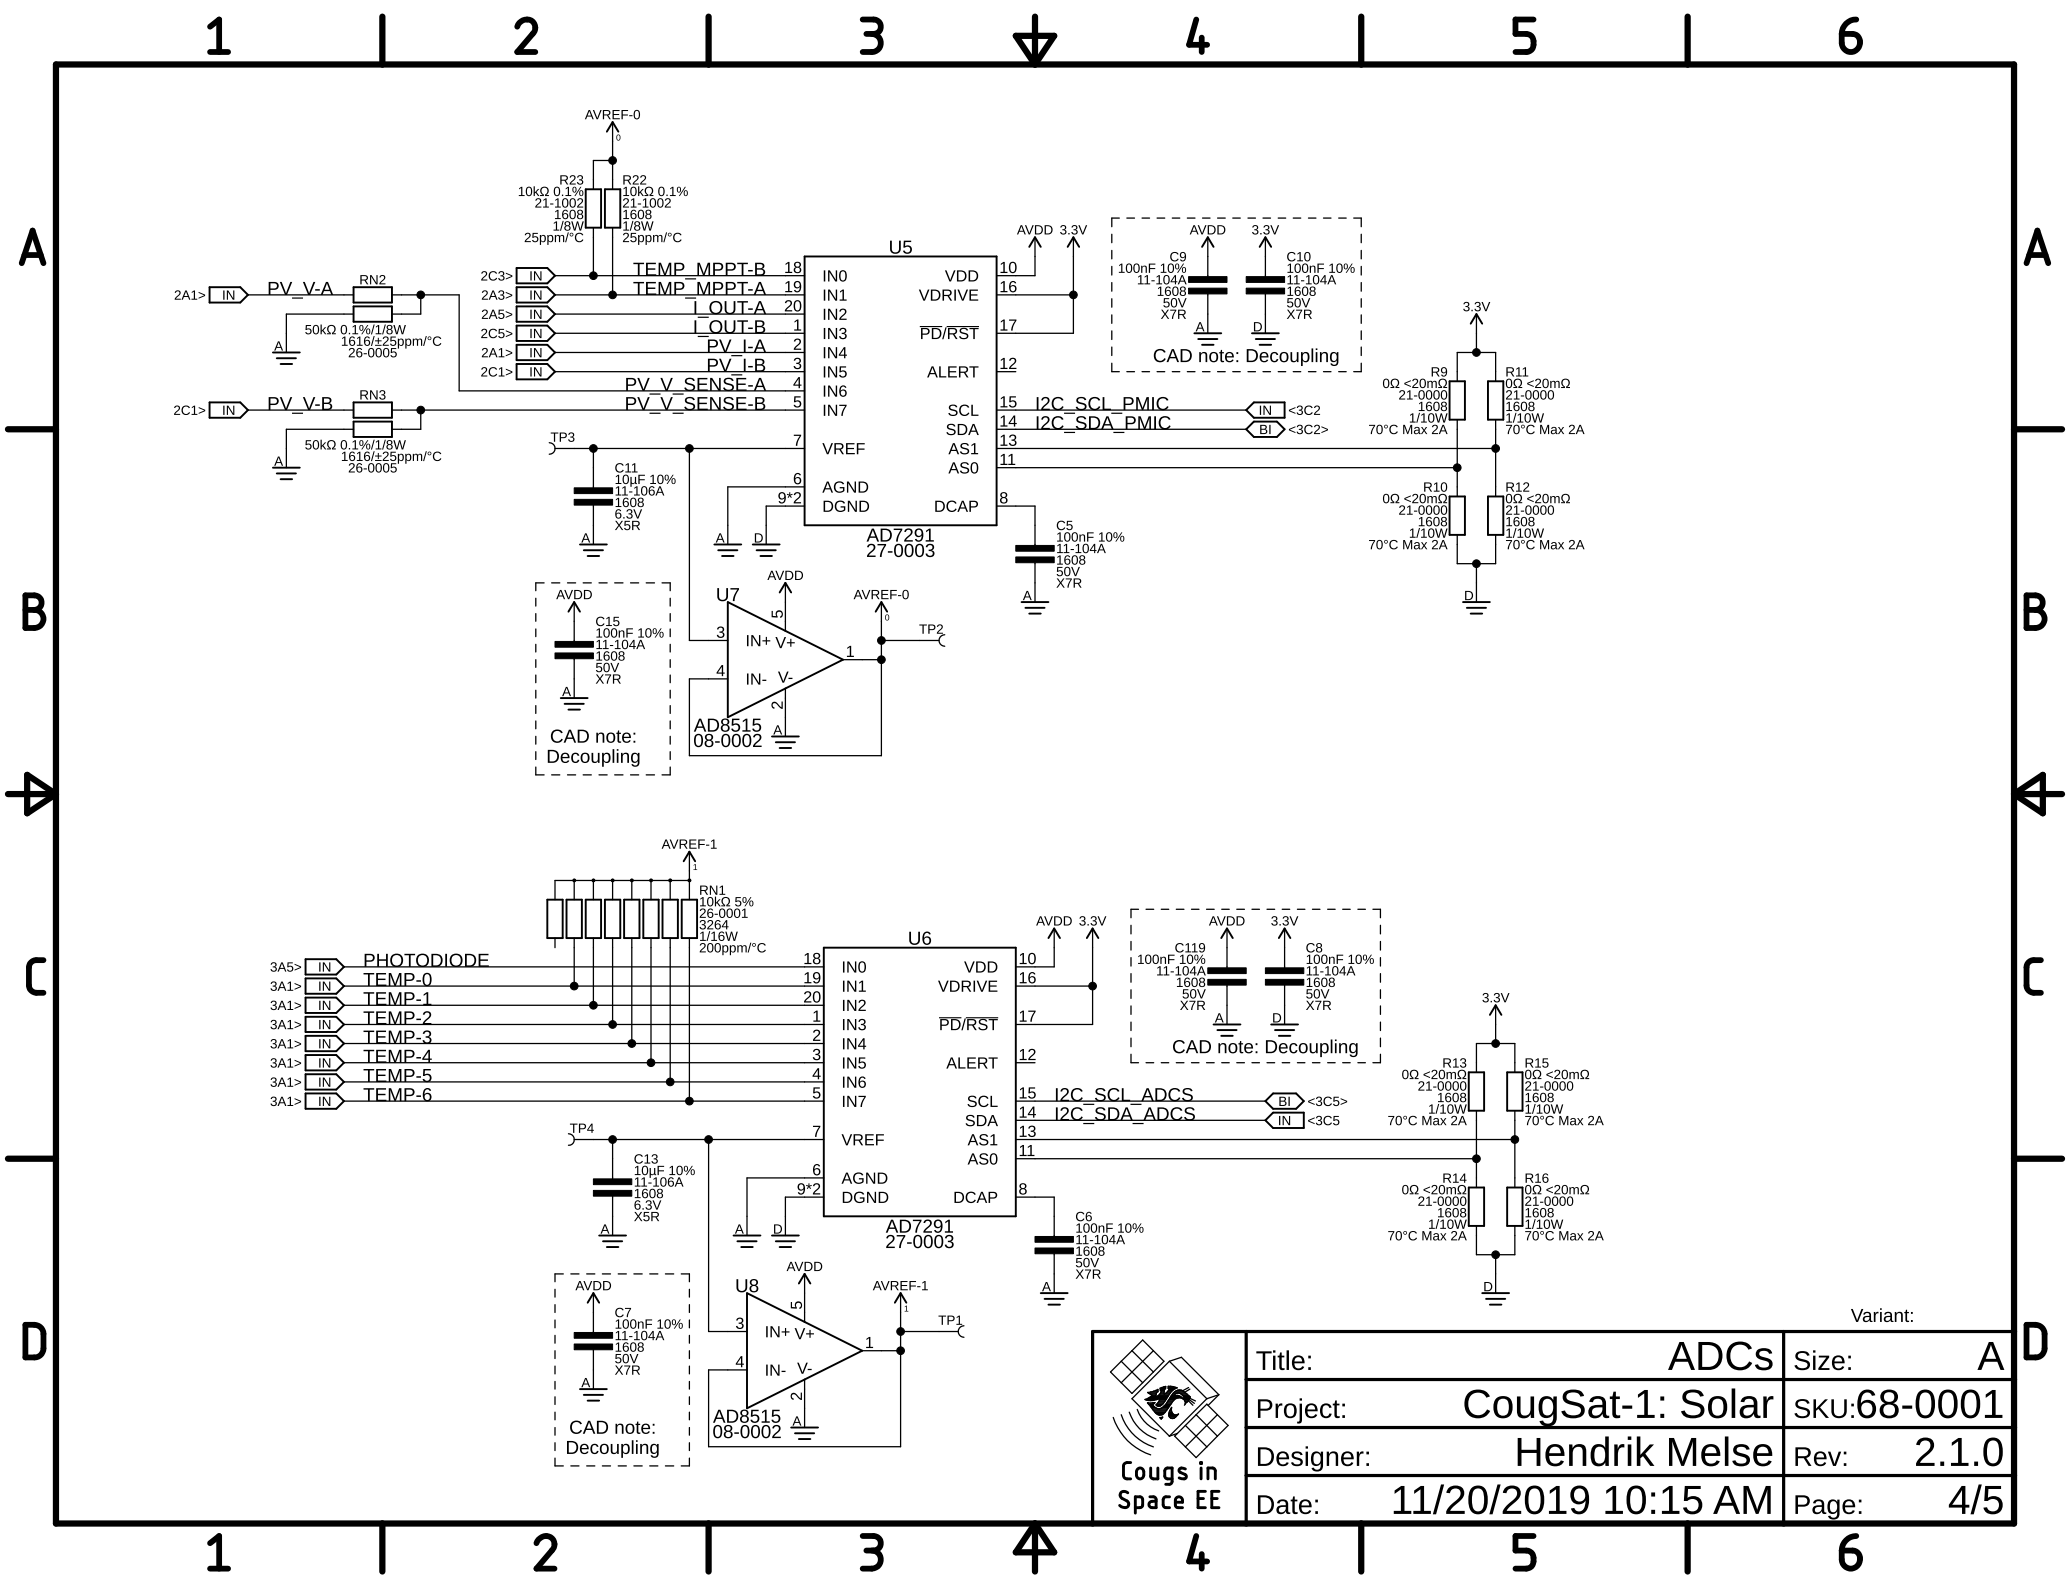 1 2 3 4 5 6
A
A
AVREF-0
0
R23
10kΩ 0.1%
21-1002
1608
1/8W
25ppm/°C
R22
10kΩ 0.1%
21-1002
1608
1/8W
25ppm/°C
2A1> IN PV_V-A
RN2
50kΩ 0.1%/1/8W
1616/±25ppm/°C
26-0005
A
2C1> IN PV_V-B
RN3
50kΩ 0.1%/1/8W
1616/±25ppm/°C
26-0005
A
2C3> IN TEMP_MPPT-B 18 IN0
2A3> IN TEMP_MPPT-A 19 IN1
2A5> IN I_OUT-A 20 IN2
2C5> IN I_OUT-B 1 IN3
2A1> IN PV_I-A 2 IN4
2C1> IN PV_I-B 3 IN5
PV_V_SENSE-A 4 IN6
PV_V_SENSE-B 5 IN7
TP3 7 VREF
6 AGND
9*2 DGND
A
D
U5
VDD 10
VDRIVE 16
PD/RST 17
ALERT 12
SCL 15 I2C_SCL_PMIC IN <3C2
SDA 14 I2C_SDA_PMIC BI <3C2>
AS1 13
AS0 11
DCAP 8
AD7291
27-0003
AVDD 3.3V
AVDD 3.3V
C9
100nF 10%
11-104A
1608
50V
X7R
A
C10
100nF 10%
11-104A
1608
50V
X7R
D
CAD note: Decoupling
3.3V
R9
0Ω <20mΩ
21-0000
1608
1/10W
70°C Max 2A
R11
0Ω <20mΩ
21-0000
1608
1/10W
70°C Max 2A
R10
0Ω <20mΩ
21-0000
1608
1/10W
70°C Max 2A
R12
0Ω <20mΩ
21-0000
1608
1/10W
70°C Max 2A
D
C11
10µF 10%
11-106A
1608
6.3V
X5R
A
C5
100nF 10%
11-104A
1608
50V
X7R
A
B
B
AVDD
C15
100nF 10%
11-104A
1608
50V
X7R
A
CAD note:
Decoupling
U7
AVDD
5
3 IN+ V+
4 IN- V-
2
1
A
AD8515
08-0002
AVREF-0
0
TP2
C
C
AVREF-1
1
RN1
10kΩ 5%
26-0001
3264
1/16W
200ppm/°C
3A5> IN PHOTODIODE 18 IN0
3A1> IN TEMP-0 19 IN1
3A1> IN TEMP-1 20 IN2
3A1> IN TEMP-2 1 IN3
3A1> IN TEMP-3 2 IN4
3A1> IN TEMP-4 3 IN5
3A1> IN TEMP-5 4 IN6
3A1> IN TEMP-6 5 IN7
TP4 7 VREF
6 AGND
9*2 DGND
A
D
U6
VDD 10
VDRIVE 16
PD/RST 17
ALERT 12
SCL 15 I2C_SCL_ADCS BI <3C5>
SDA 14 I2C_SDA_ADCS IN <3C5
AS1 13
AS0 11
DCAP 8
AD7291
27-0003
AVDD 3.3V
AVDD 3.3V
C119
100nF 10%
11-104A
1608
50V
X7R
A
C8
100nF 10%
11-104A
1608
50V
X7R
D
CAD note: Decoupling
3.3V
R13
0Ω <20mΩ
21-0000
1608
1/10W
70°C Max 2A
R15
0Ω <20mΩ
21-0000
1608
1/10W
70°C Max 2A
R14
0Ω <20mΩ
21-0000
1608
1/10W
70°C Max 2A
R16
0Ω <20mΩ
21-0000
1608
1/10W
70°C Max 2A
D
C13
10µF 10%
11-106A
1608
6.3V
X5R
A
C6
100nF 10%
11-104A
1608
50V
X7R
A
D
D
AVDD
C7
100nF 10%
11-104A
1608
50V
X7R
A
CAD note:
Decoupling
U8
AVDD
5
3 IN+ V+
4 IN- V-
2
1
A
AD8515
08-0002
AVREF-1
1
TP1
Variant:
Cougs in
Space EE
Title: ADCs Size: A
Project: CougSat-1: Solar SKU: 68-0001
Designer: Hendrik Melse Rev: 2.1.0
Date: 11/20/2019 10:15 AM Page: 4/5
1 2 3 4 5 6